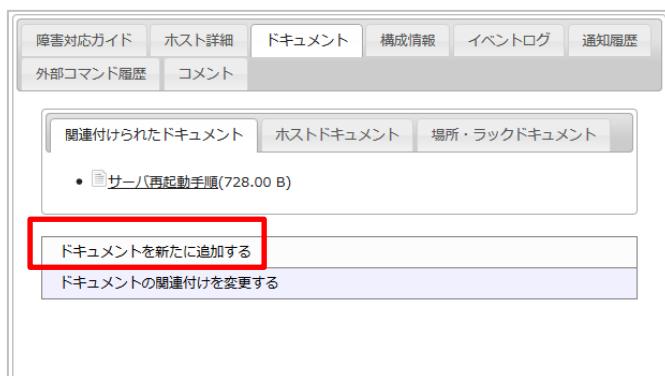 障害対応ガイド ホスト詳細 ドキュメント 構成情報 イベントログ 通知履歴
外部コマンド履歴 コメント
関連付けられたドキュメント ホストドキュメント 場所・ラックドキュメント
サーバ再起動手順(728.00 B)
ドキュメントを新たに追加する
ドキュメントの関連付けを変更する